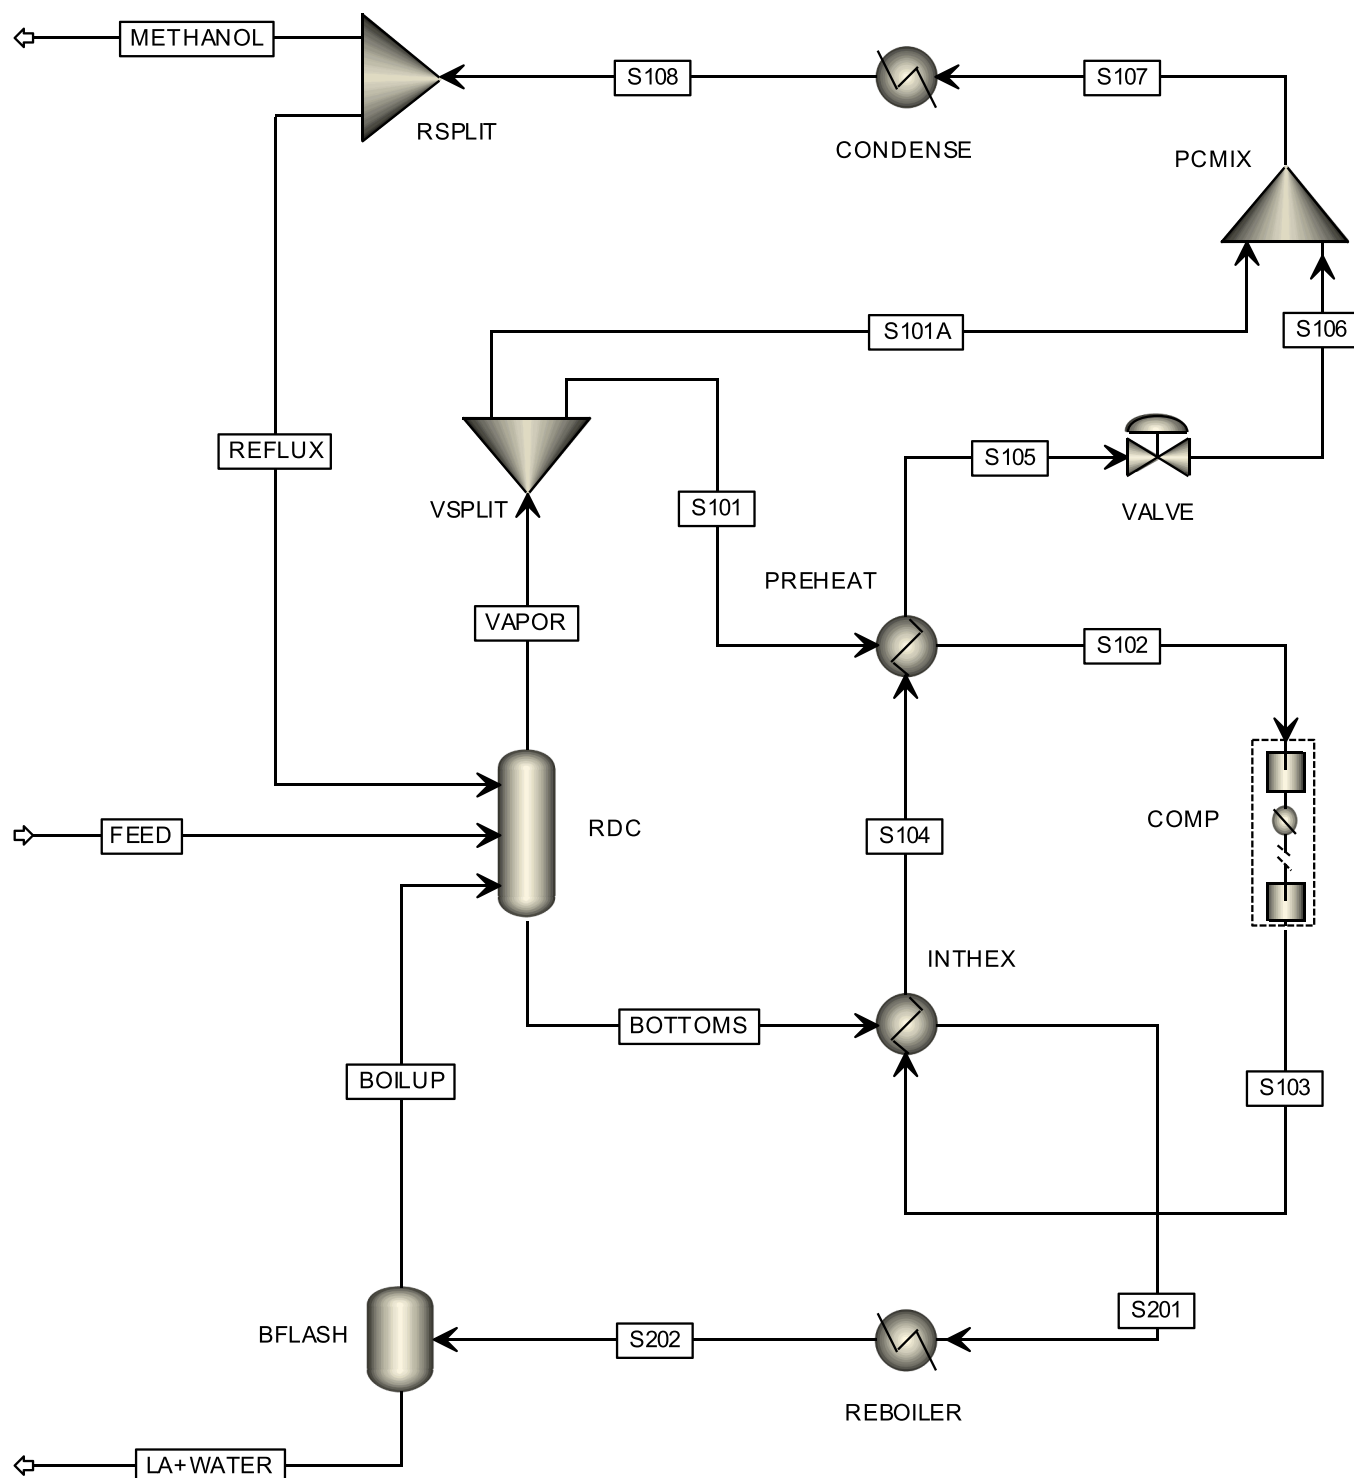 METHANOL
S108
S107
RSPLIT
CONDENSE
PCMIX
S101A
S106
REFLUX
S105
VSPLIT
S101
VALVE
PREHEAT
VAPOR
S102
FEED
RDC
S104
COMP
INTHEX
BOTTOMS
BOILUP
S103
BFLASH
S202
S201
REBOILER
LA+WATER